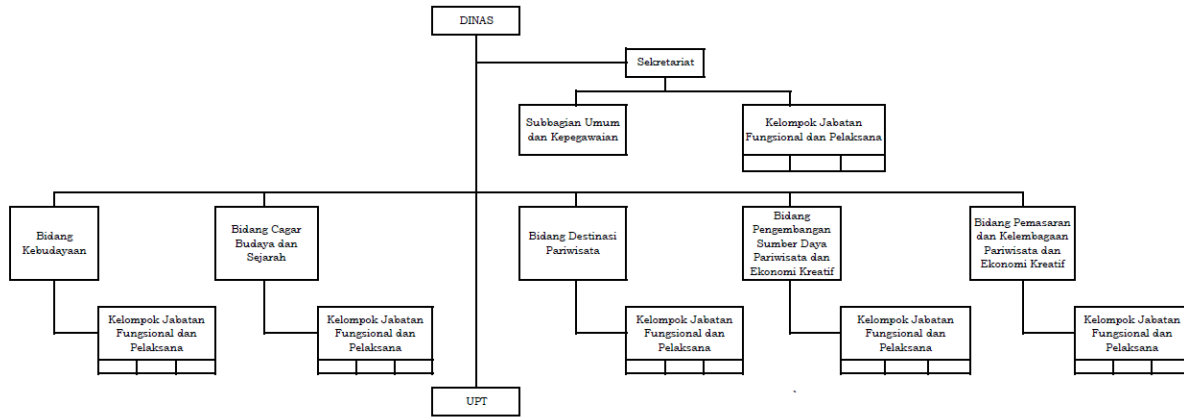 DINAS
Sekretariat
Subbagian Umum
dan Kepegawaian
Kelompok Jabatan
Fungsional dan Pelaksana
Bidang
Kebudayaan
Bidang Cagar
Budaya dan
Sejarah
Bidang Destinasi
Pariwisata
Bidang
Pengembangan
Sumber Daya
Pariwisata dan
Ekonomi Kreatif
Bidang Pemasaran
dan Kelembagaan
Pariwisata dan
Ekonomi Kreatif
Kelompok Jabatan
Fungsional dan
Pelaksana
Kelompok Jabatan
Fungsional dan
Pelaksana
Kelompok Jabatan
Fungsional dan
Pelaksana
Kelompok Jabatan
Fungsional dan
Pelaksana
Kelompok Jabatan
Fungsional dan
Pelaksana
UPT